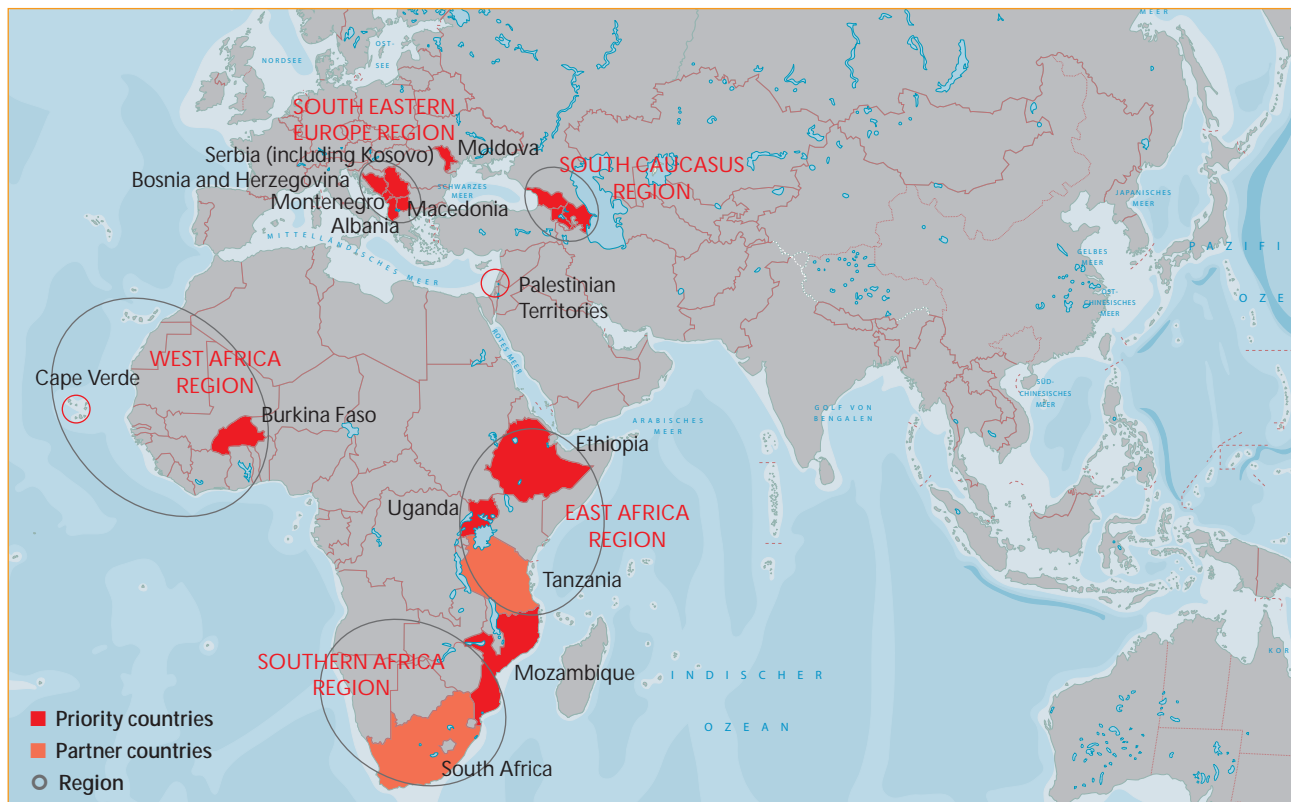 MEER
NORDSEE
OST-
SEE
SOUTH EASTERN
EUROPE REGION
Serbia (including Kosovo)
Moldova
Bosnia and Herzegovina
Montenegro
Macedonia
Albania
SCHWARZES
MEER
SOUTH CAUCASUS
REGION
MITTELLANDISCHES MEER
Palestinian
Territories
JAPANISCHES
MEER
GELBES
MEER
OST-
CHINESISCHES
MEER
PAZIFI
OZE
WEST AFRICA
REGION
Cape Verde
Burkina Faso
ROTES MEER
ARABISCHES
MEER
GOLF VON
BENGALEN
SÜD-
CHINESISCHES
MEER
Ethiopia
Uganda
EAST AFRICA
REGION
Tanzania
SOUTHERN AFRICA
REGION
Mozambique
INDISCHER
OZEAN
KOR
South Africa
Priority countries
Partner countries
Region